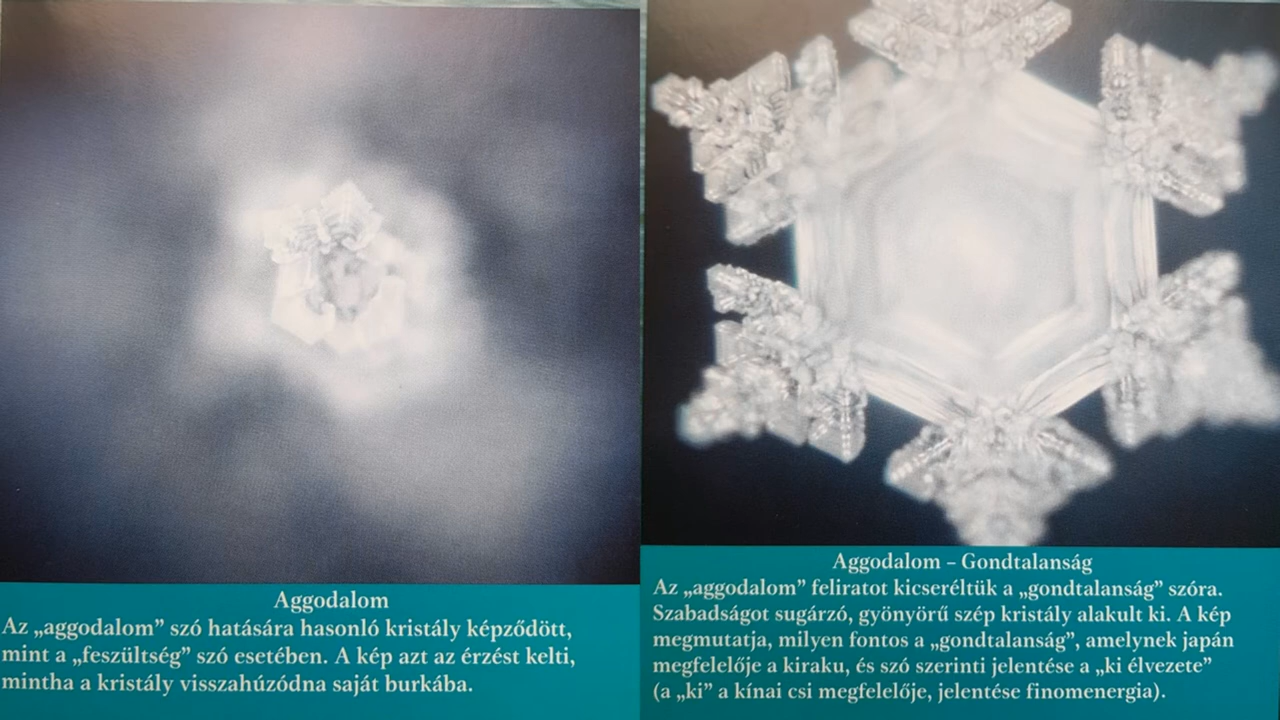 Aggodalom
Az „aggodalom” szó hatására hasonló kristály képződött,
mint a „feszültség” szó esetében. A kép azt az érzést kelti,
mintha a kristály visszahúzódna saját burkába.
Aggodalom – Gondtalanság
Az „aggodalom” feliratot kicseréltük a „gondtalanság” szóra.
Szabadságot sugárzó, gyönyörű szép kristály alakult ki. A kép
megmutatja, milyen fontos a „gondtalanság”, amelynek japán
megfelelője a kiraku, és szó szerinti jelentése a „ki élvezete”
(a „ki” a kínai csi megfelelője, jelentése finomenergia).